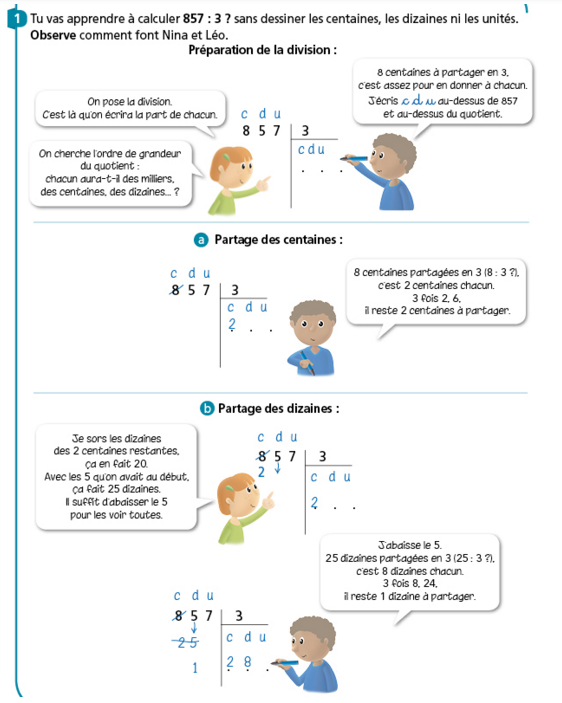 1 Tu vas apprendre à calculer 857 : 3 ? sans dessiner les centaines, les dizaines ni les unités.
Observe comment font Nina et Léo.
Préparation de la division :
On pose la division.
C'est là qu'on écrira la part de chacun.
On cherche l'ordre de grandeur
du quotient :
chacun aura-t-il des milliers,
des centaines, des dizaines... ?
c d u
8 5 7 3
c d u
. . .
8 centaines à partager en 3,
c'est assez pour en donner à chacun.
J'écris c d u au-dessus de 857
et au-dessus du quotient.
a Partage des centaines :
c d u
8 5 7 3
c d u
2 . .
8 centaines partagées en 3 (8 : 3 ?),
c'est 2 centaines chacun.
3 fois 2, 6,
il reste 2 centaines à partager.
b Partage des dizaines :
Je sors les dizaines
des 2 centaines restantes,
ça en fait 20.
Avec les 5 qu'on avait au début,
ça fait 25 dizaines.
Il suffit d'abaisser le 5
pour les voir toutes.
c d u
8 5 7 3
2 ↓ c d u
2 . .
J'abaisse le 5.
25 dizaines partagées en 3 (25 : 3 ?),
c'est 8 dizaines chacun.
3 fois 8, 24,
il reste 1 dizaine à partager.
c d u
8 5 7 3
↓
2 5 c d u
1 2 8 .